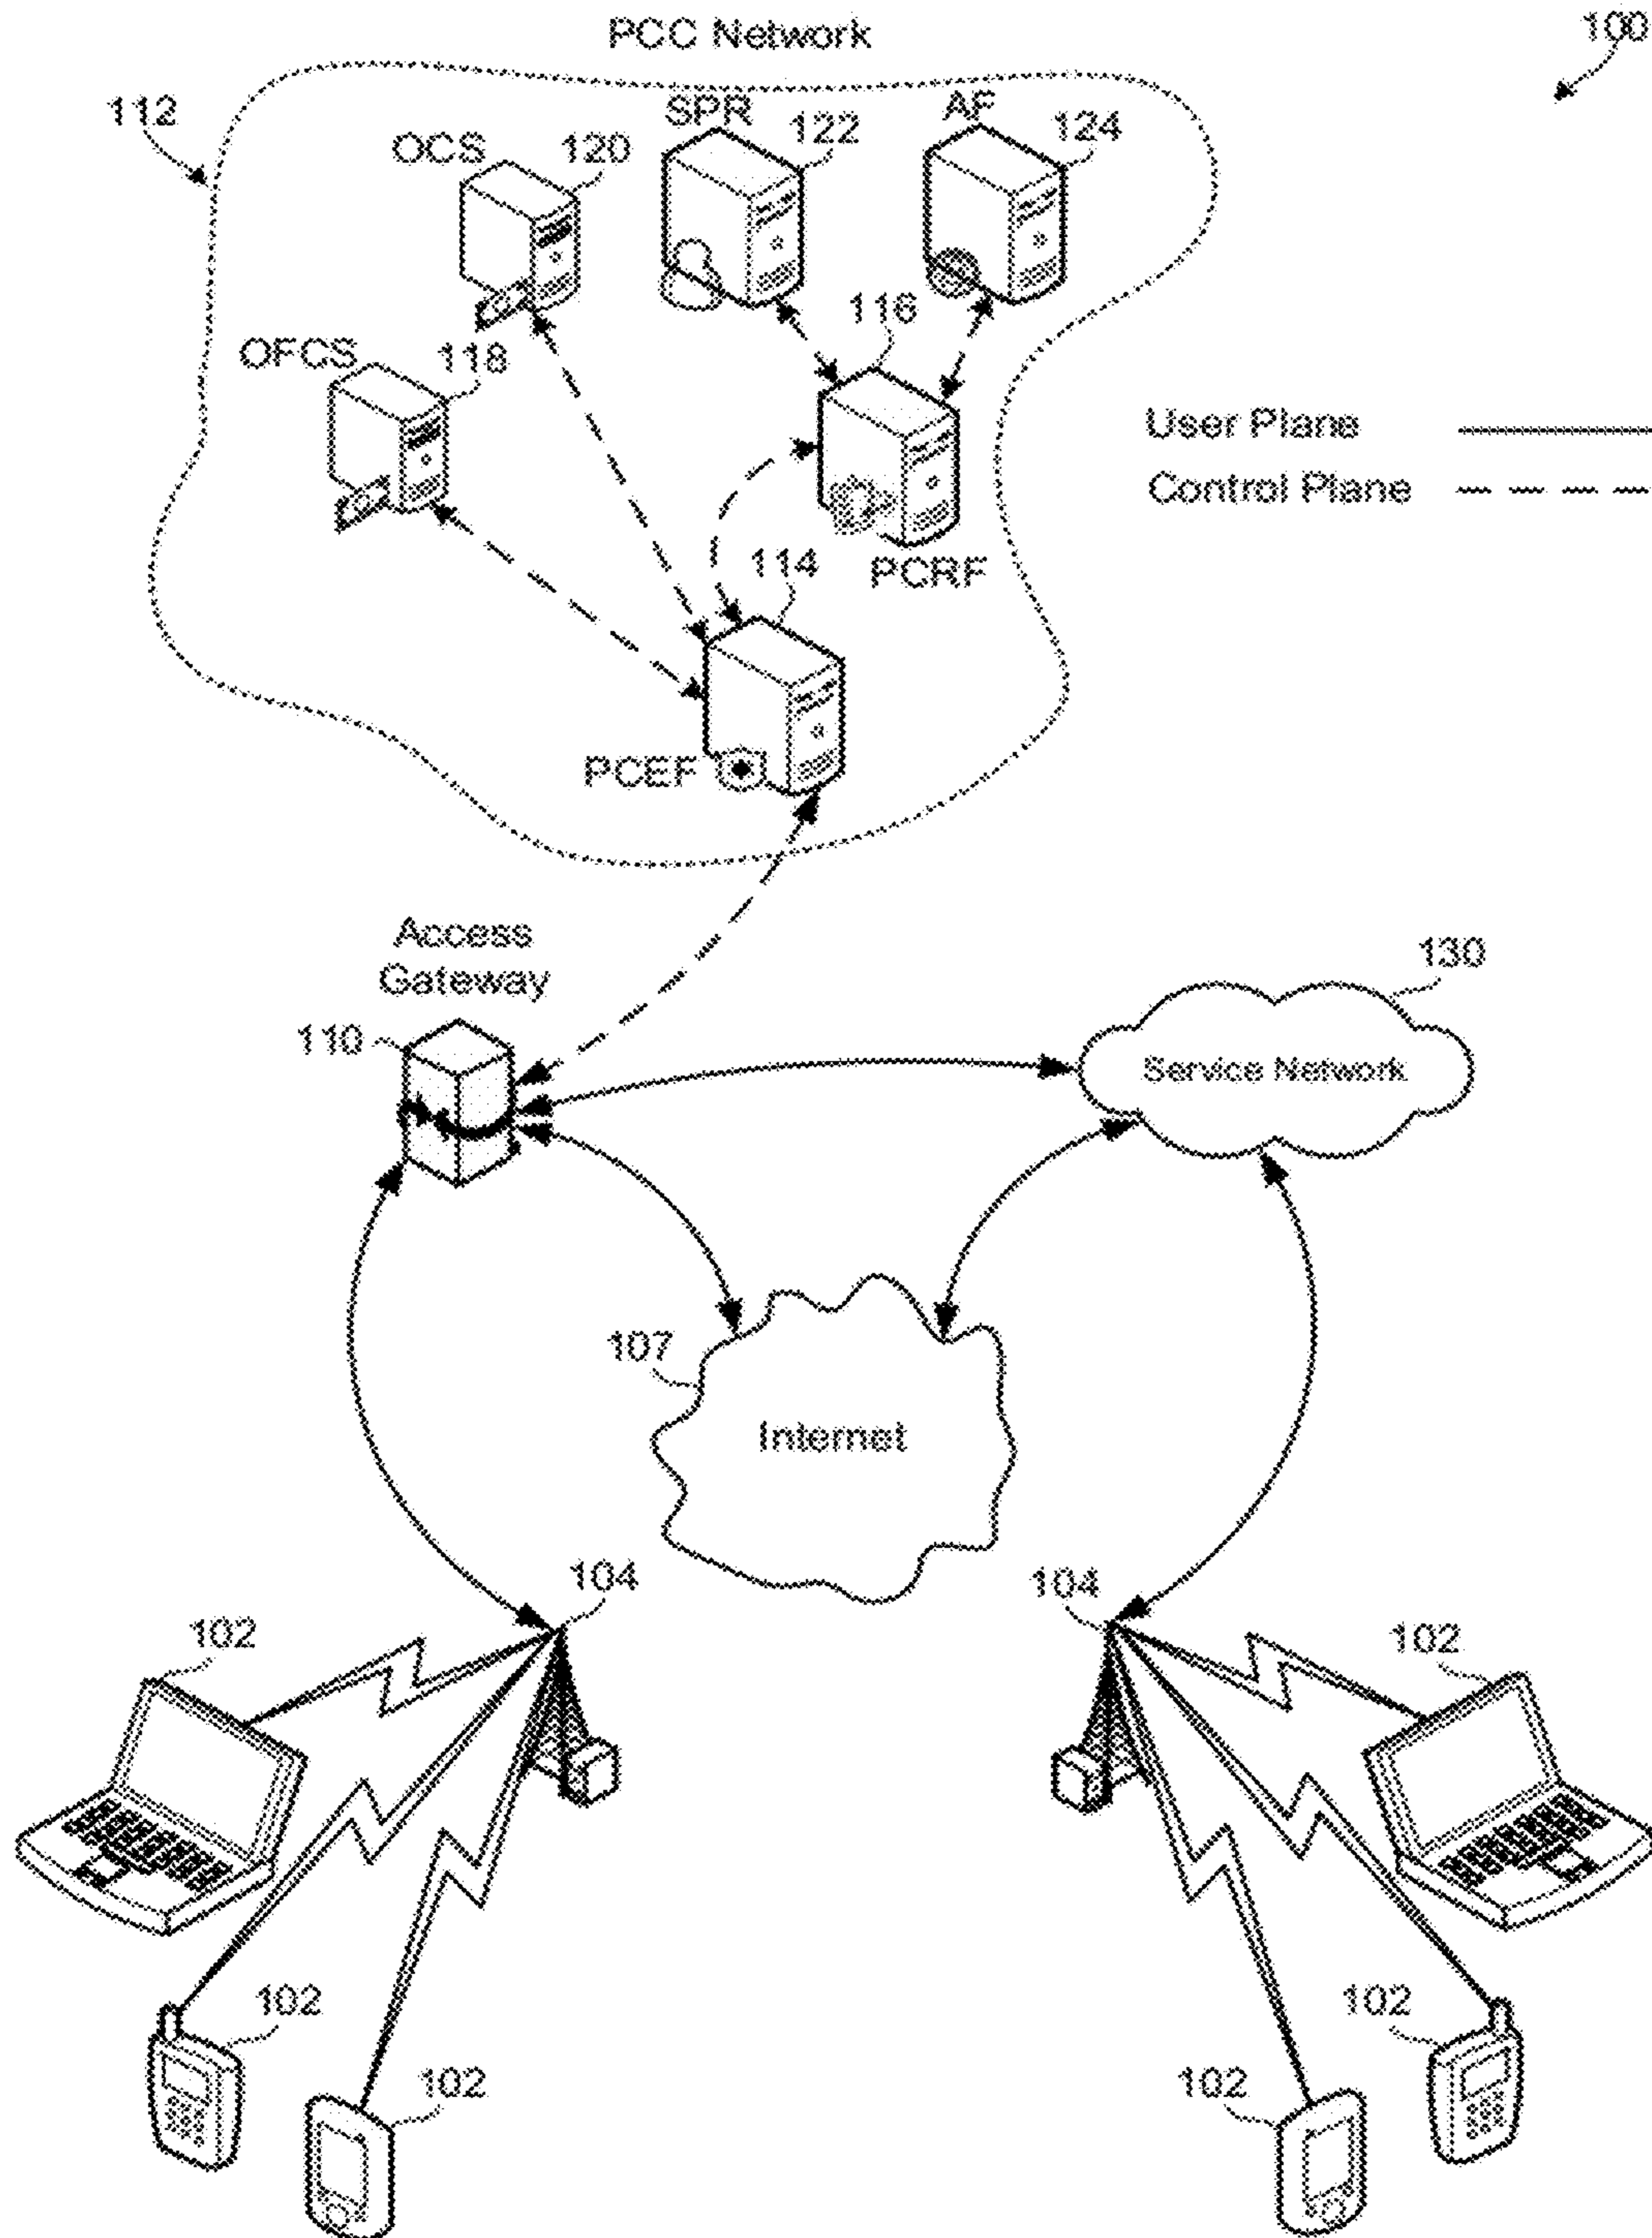 PCC Network
100
112
SPR
122
AF
124
OCS
120
116
OFCS
118
User Plane
Control Plane
114
PCRF
PCEF
Access
Gateway
110
130
Service Network
107
Internet
104
104
102
102
102
102
102
102